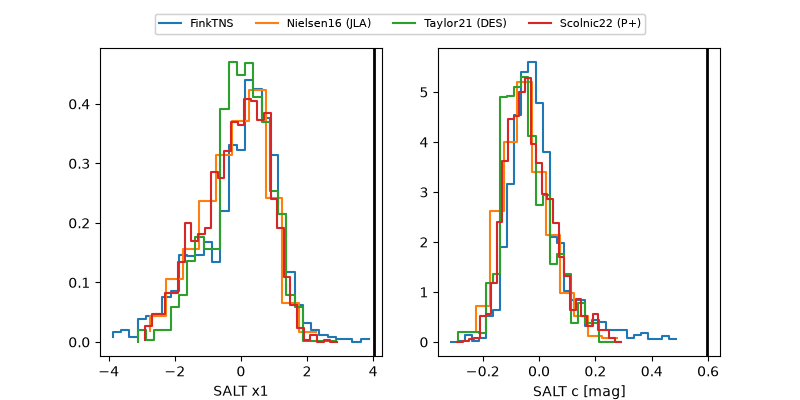 FinkTNS Nielsen16 (JLA) Taylor21 (DES) Scolnic22 (P+)
0.4
0.3
0.2
0.1
0.0
−4 −2 0 2 4
SALT x1
5
4
3
2
1
0
−0.2 0.0 0.2 0.4 0.6
SALT c [mag]